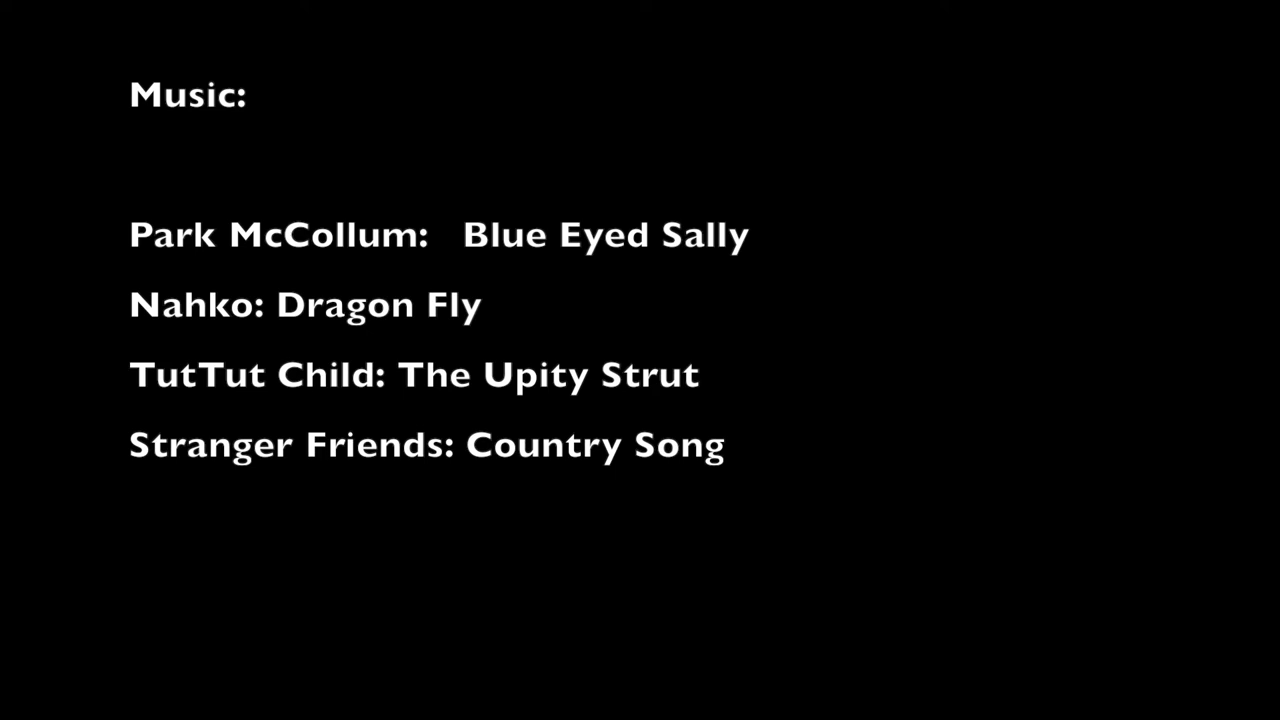 Music:
Park McCollum: Blue Eyed Sally
Nahko: Dragon Fly
TutTut Child: The Upity Strut
Stranger Friends: Country Song